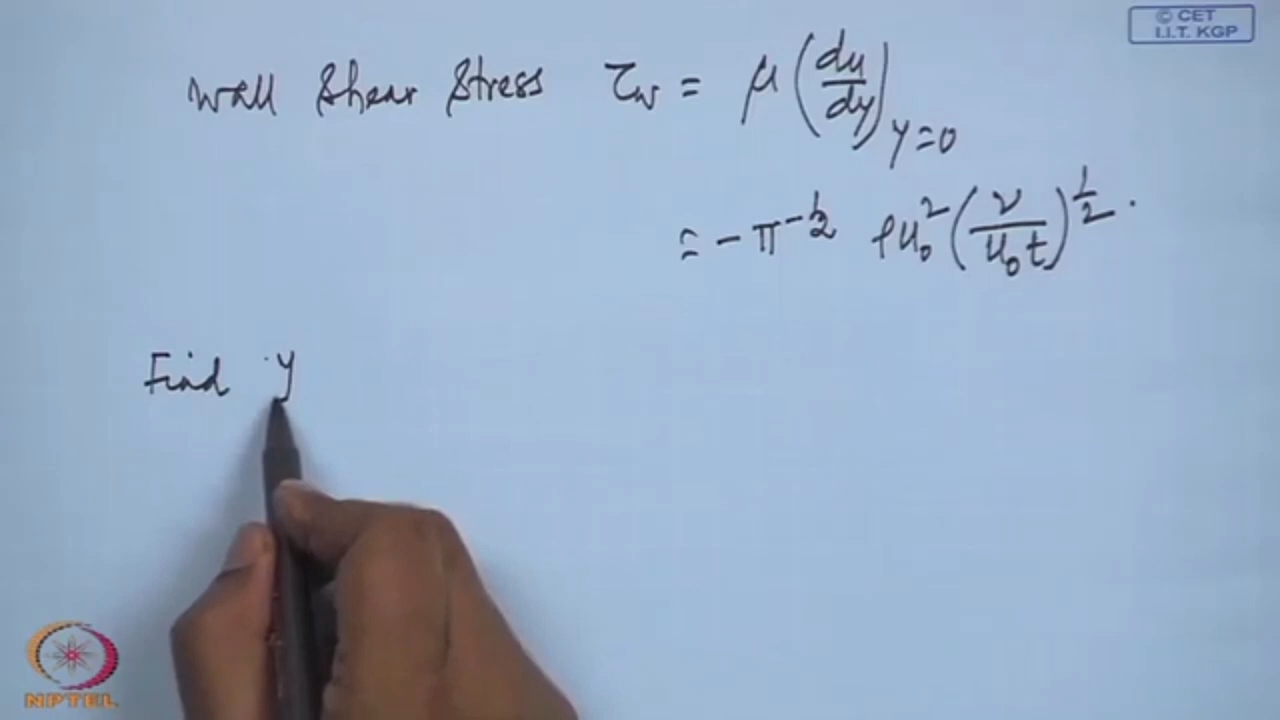 © CET
I.I.T. KGP
Wall Shear Stress τw = μ (du/dy)y=0
= - π^-1/2 ρu₀² (ν/u₀t)^1/2.
Find y
NPTEL